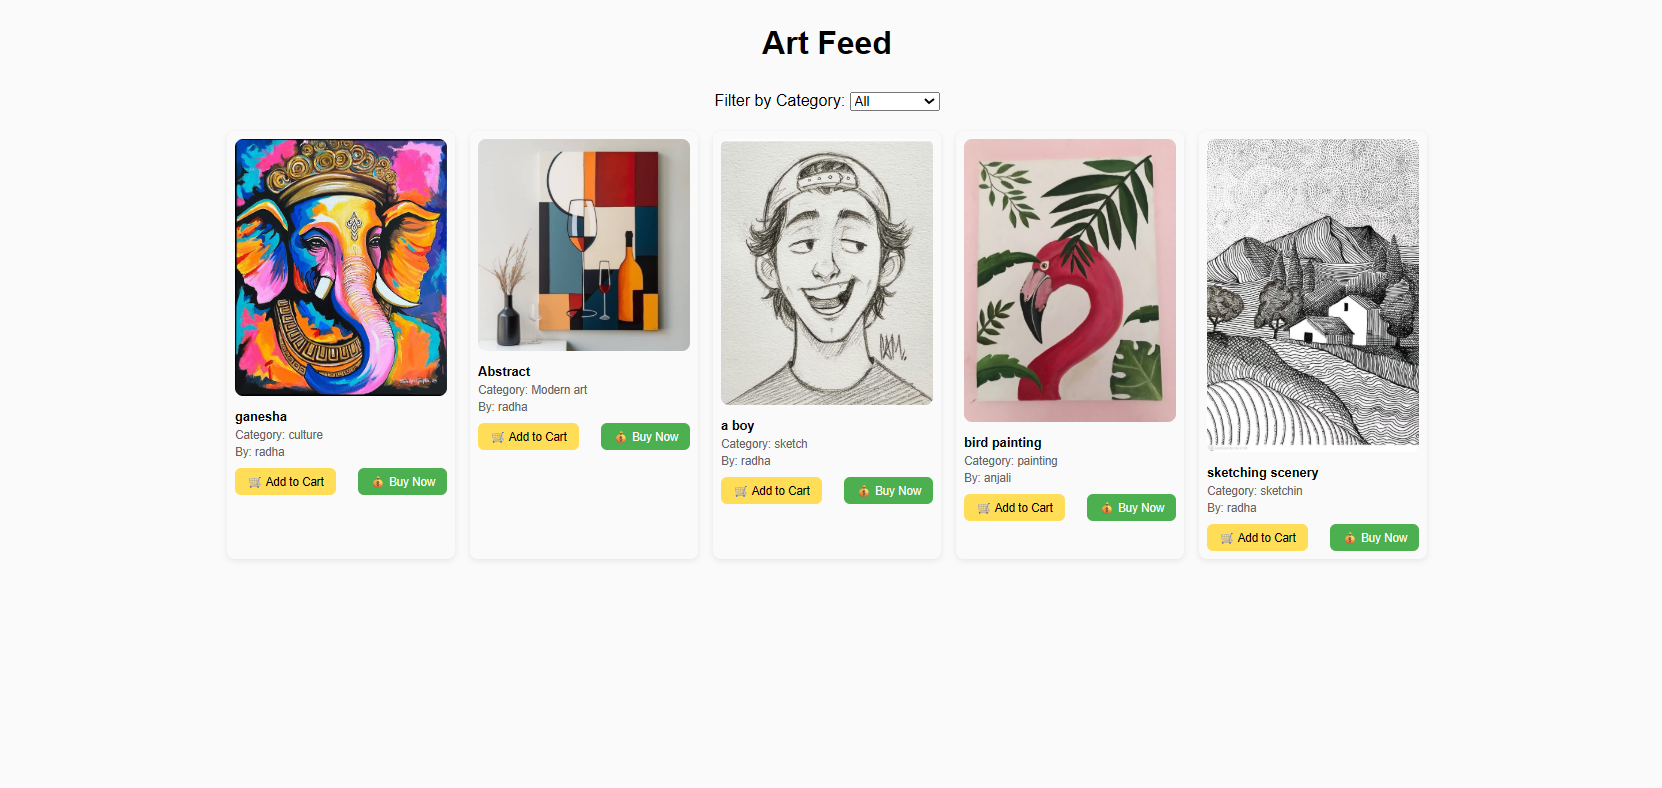 Art Feed
Filter by Category: All
ganesha
Category: culture
By: radha
🛒 Add to Cart
💰 Buy Now
Abstract
Category: Modern art
By: radha
🛒 Add to Cart
💰 Buy Now
a boy
Category: sketch
By: radha
🛒 Add to Cart
💰 Buy Now
bird painting
Category: painting
By: anjali
🛒 Add to Cart
💰 Buy Now
sketching scenery
Category: sketchin
By: radha
🛒 Add to Cart
💰 Buy Now